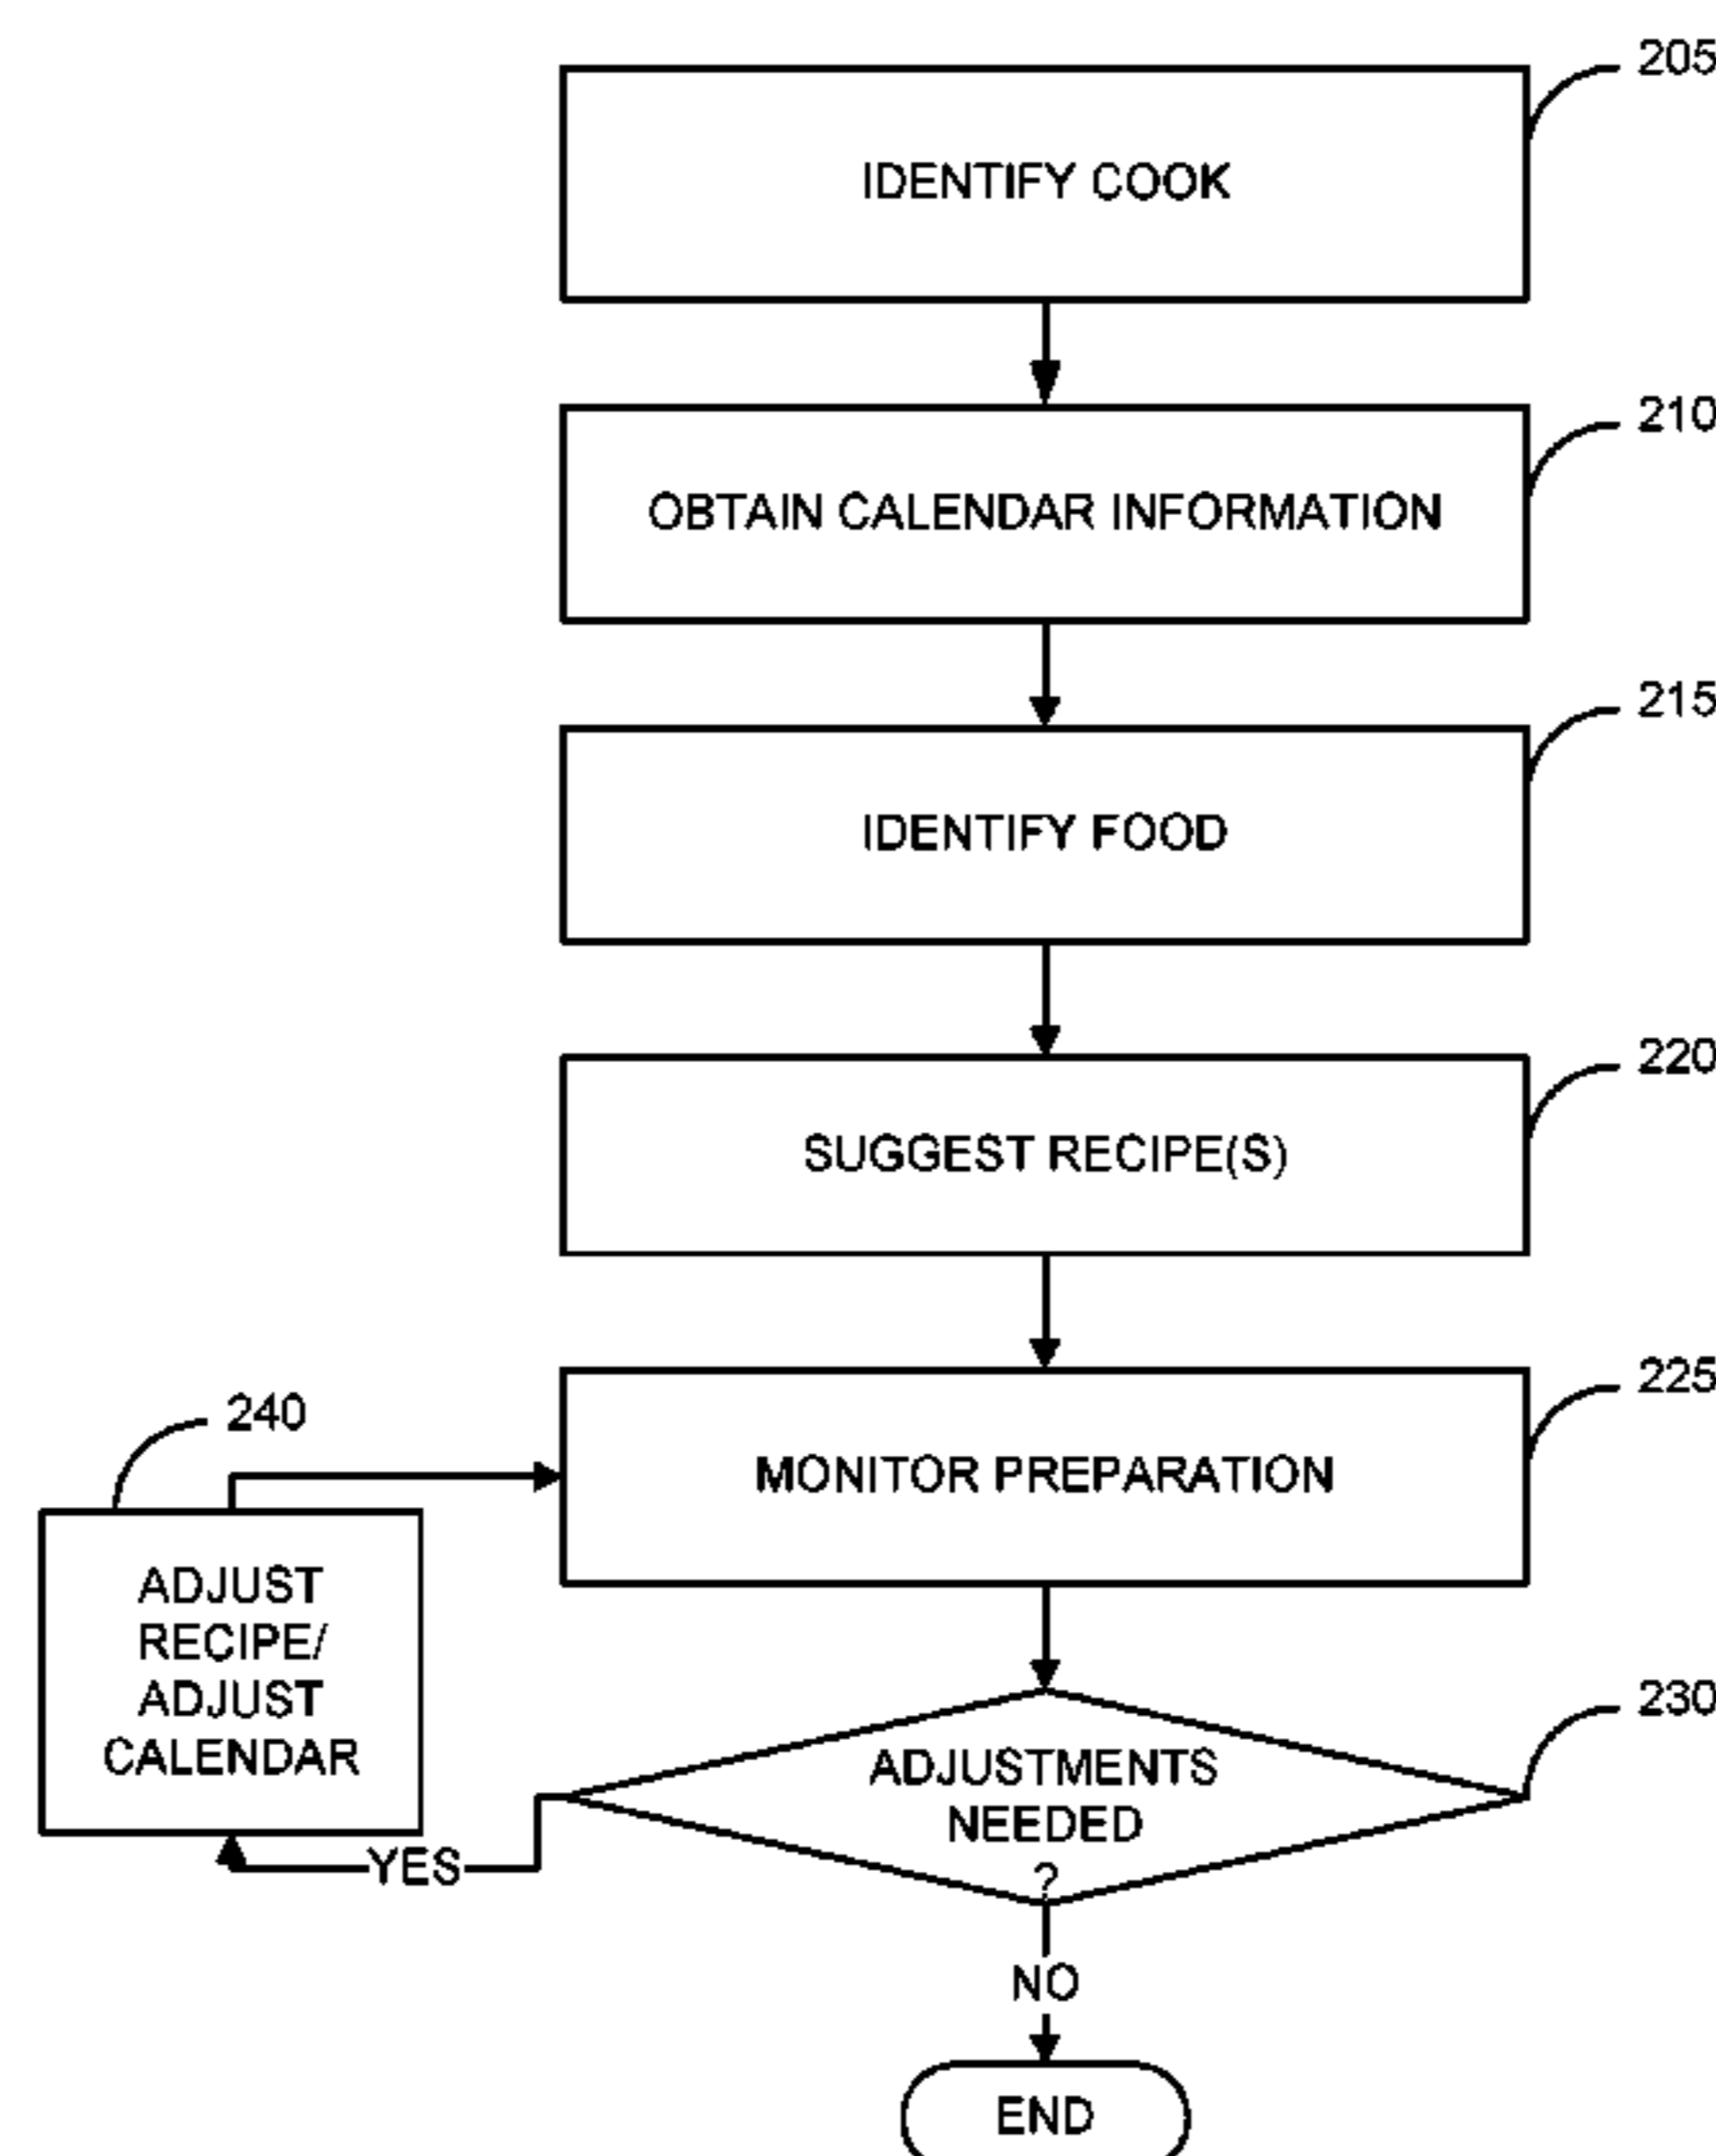 205
IDENTIFY COOK
210
OBTAIN CALENDAR INFORMATION
215
IDENTIFY FOOD
220
SUGGEST RECIPE(S)
225
MONITOR PREPARATION
240
ADJUST
RECIPE/
ADJUST
CALENDAR
230
ADJUSTMENTS
NEEDED
?
YES
NO
END